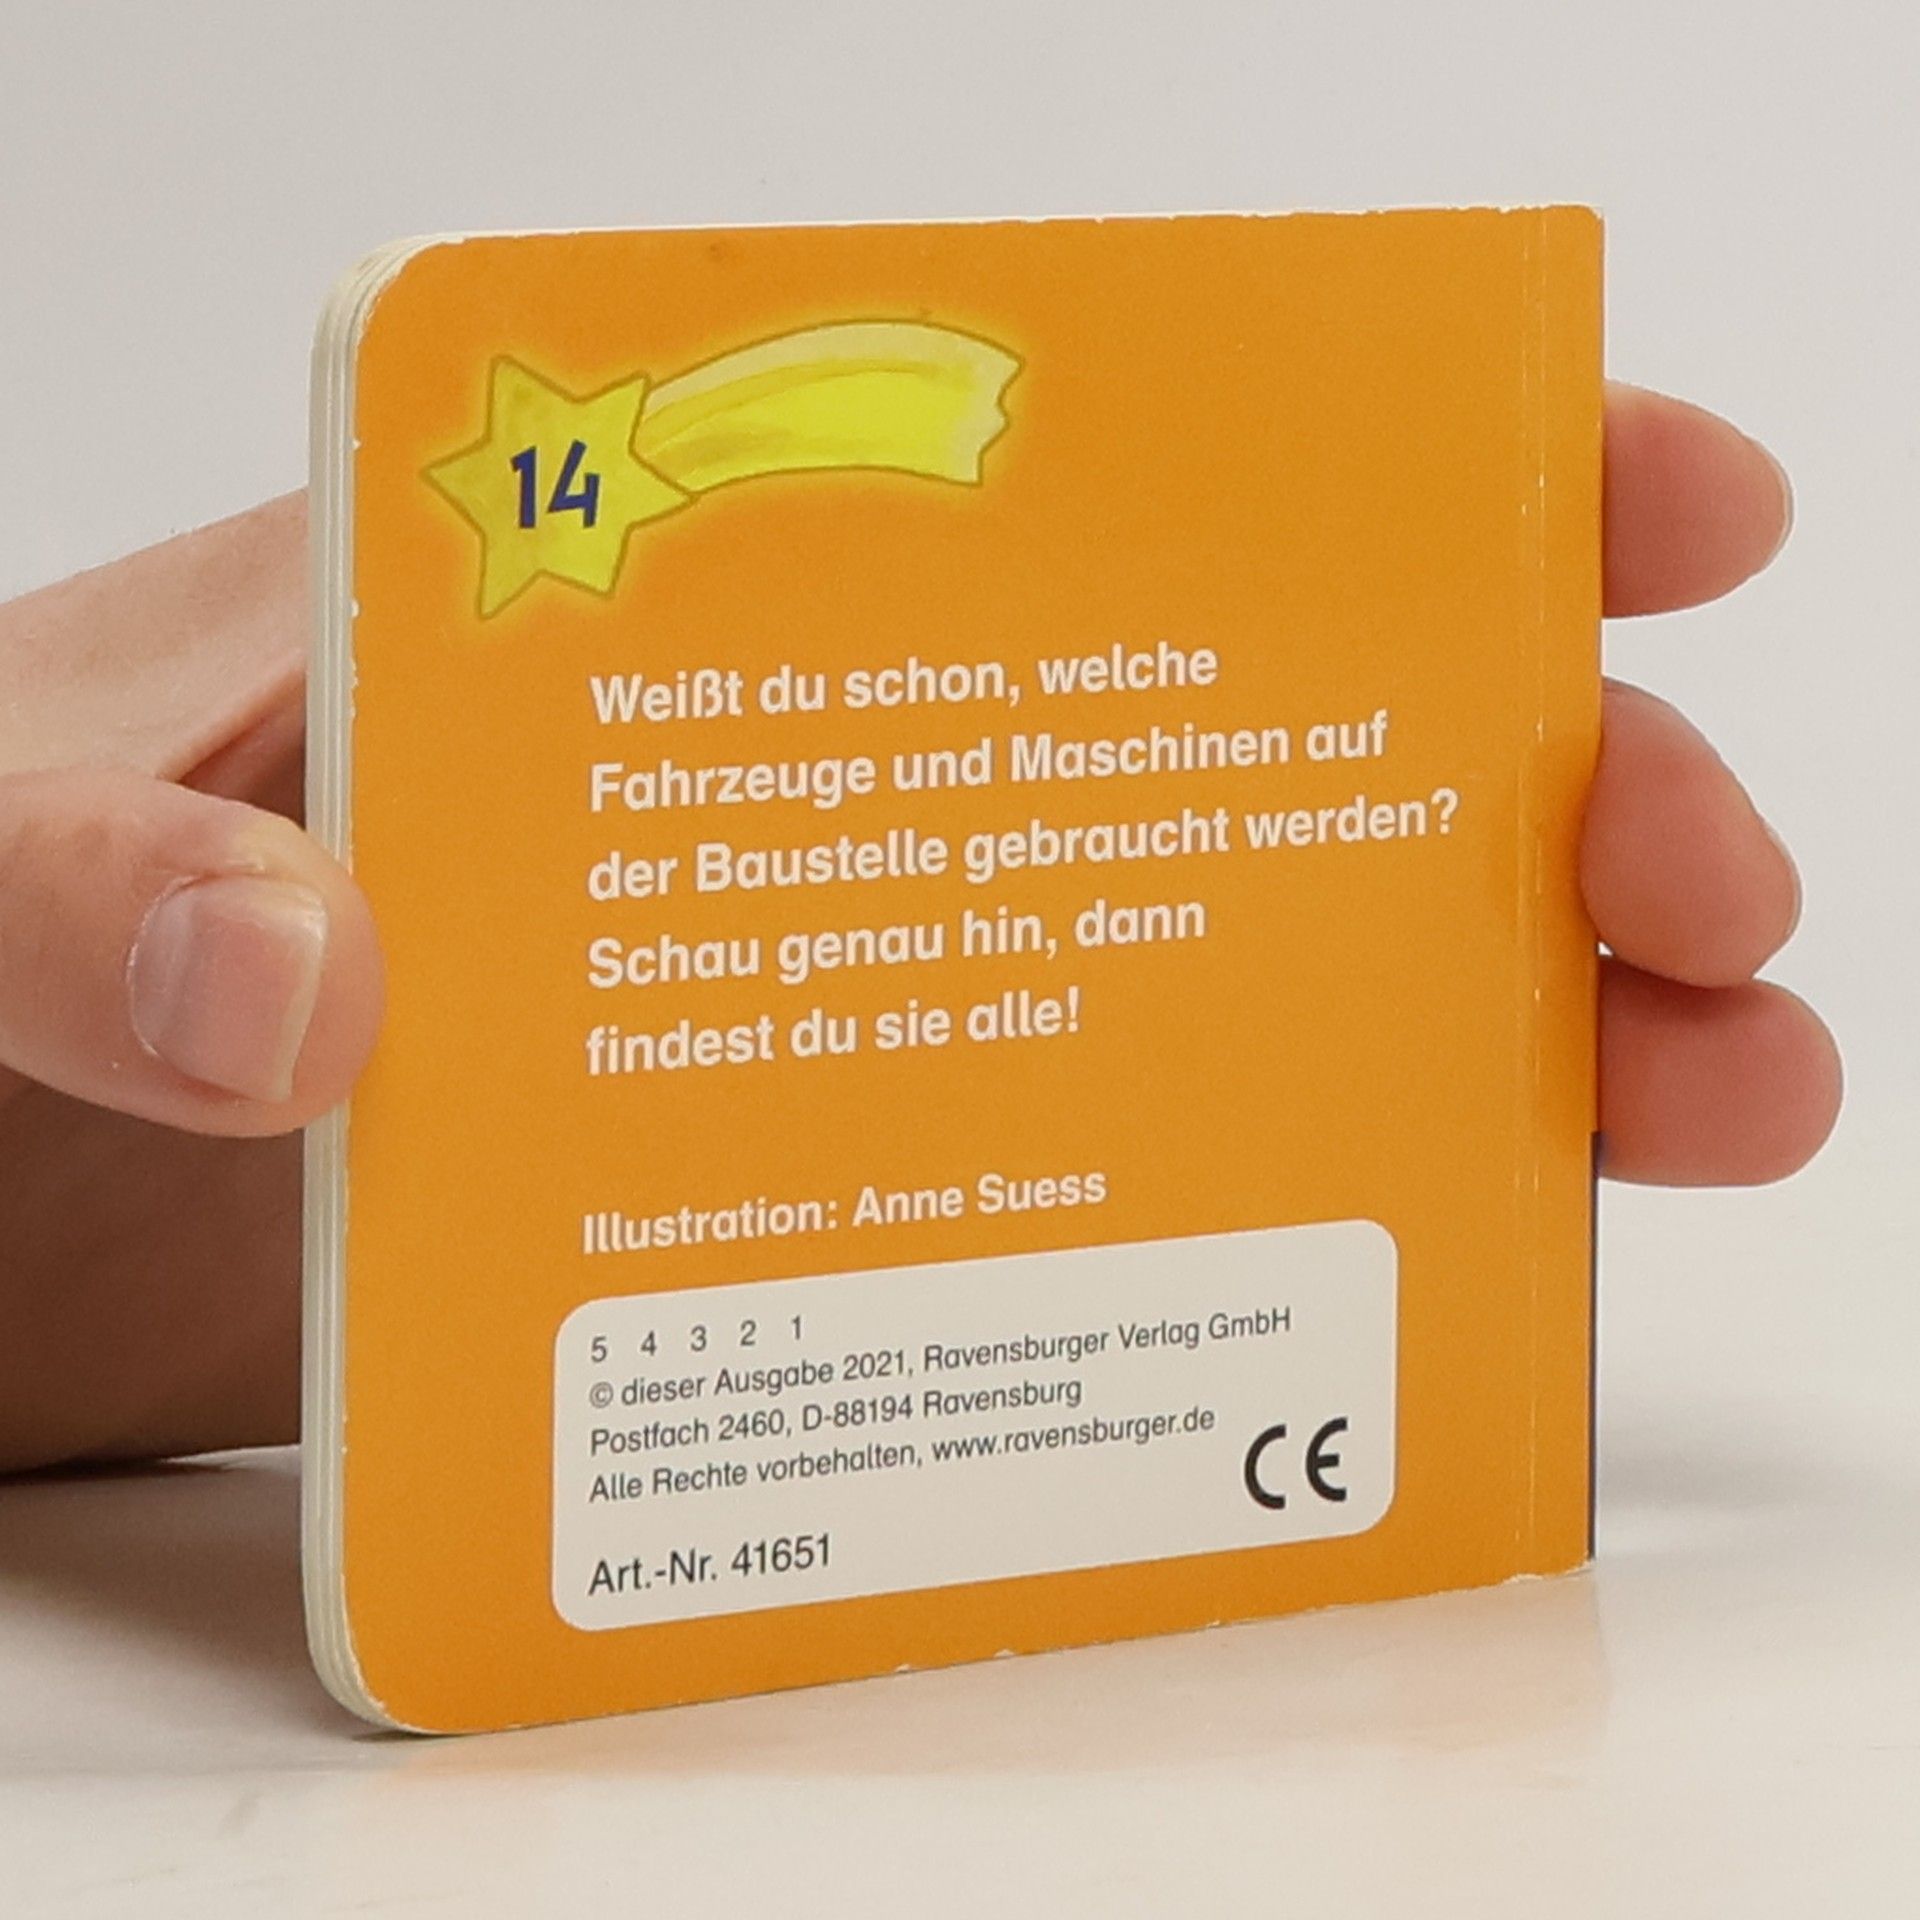 14
Weißt du schon, welche
Fahrzeuge und Maschinen auf
der Baustelle gebraucht werden?
Schau genau hin, dann
findest du sie alle!
Illustration: Anne Suess
5 4 3 2 1
© dieser Ausgabe 2021, Ravensburger Verlag GmbH
Postfach 2460, D-88194 Ravensburg
Alle Rechte vorbehalten, www.ravensburger.de
CE
Art.-Nr. 41651